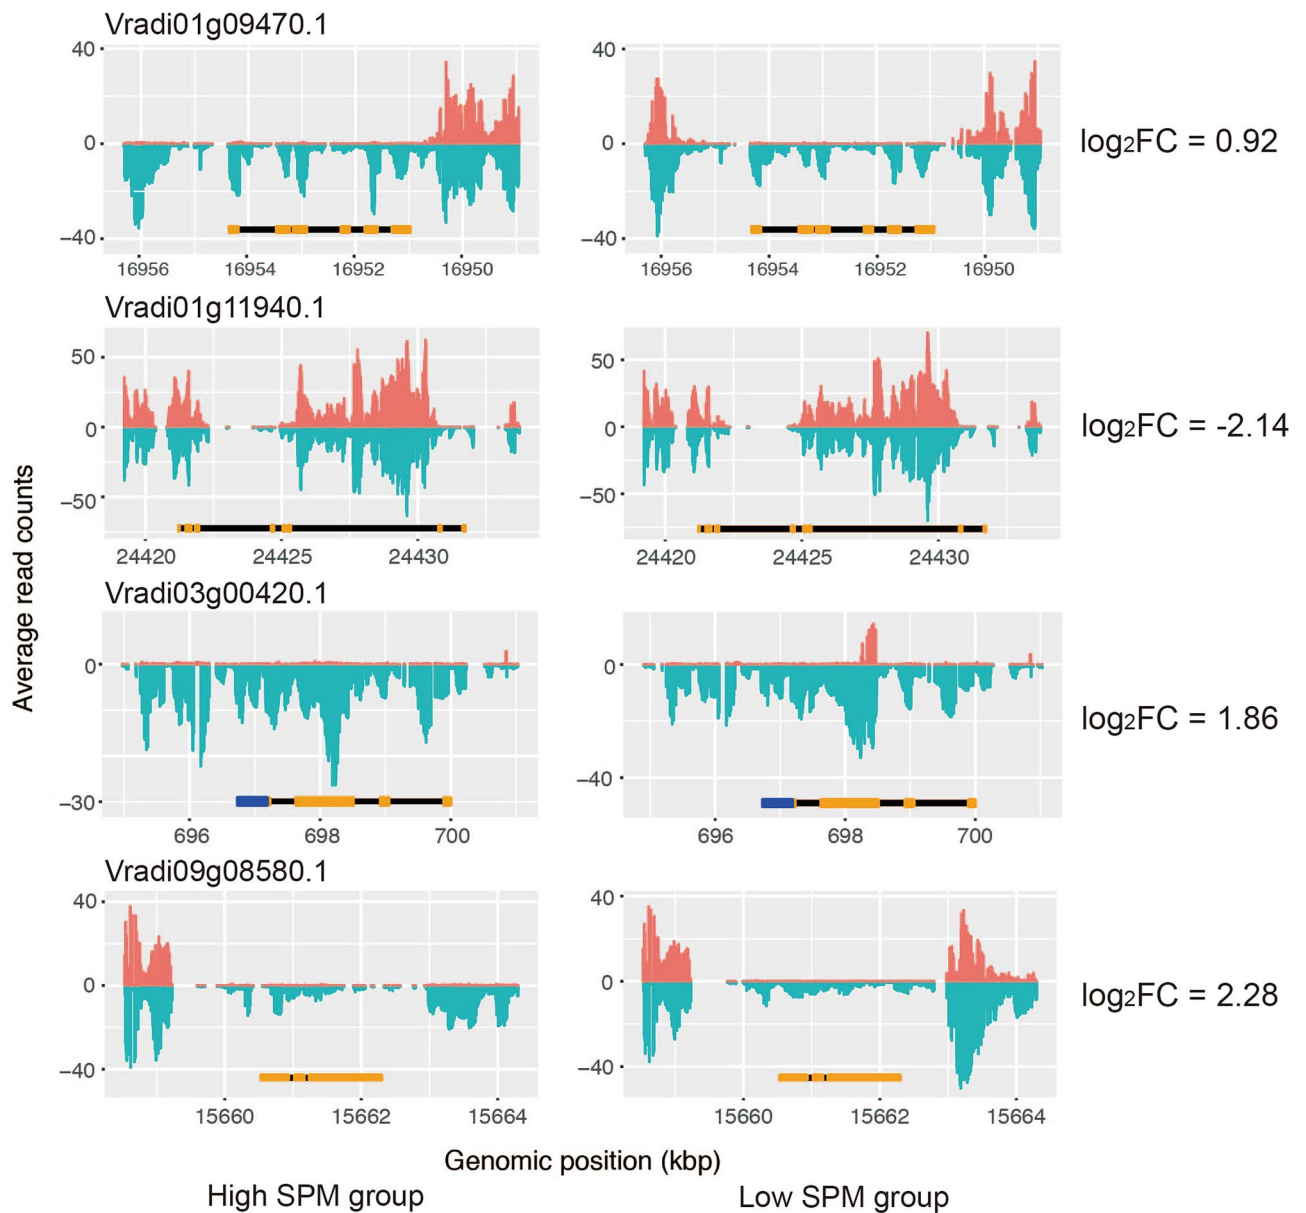 Vradi01g09470.1
40
0
−40
16956 16954 16952 16950
40
0
−40
16956 16954 16952 16950
log₂FC = 0.92
Vradi01g11940.1
50
0
−50
24420 24425 24430
50
0
−50
24420 24425 24430
log₂FC = -2.14
Average read counts
Vradi03g00420.1
0
−30
696 698 700
0
−40
696 698 700
log₂FC = 1.86
Vradi09g08580.1
40
0
−40
15660 15662 15664
40
0
−40
15660 15662 15664
log₂FC = 2.28
Genomic position (kbp)
High SPM group Low SPM group